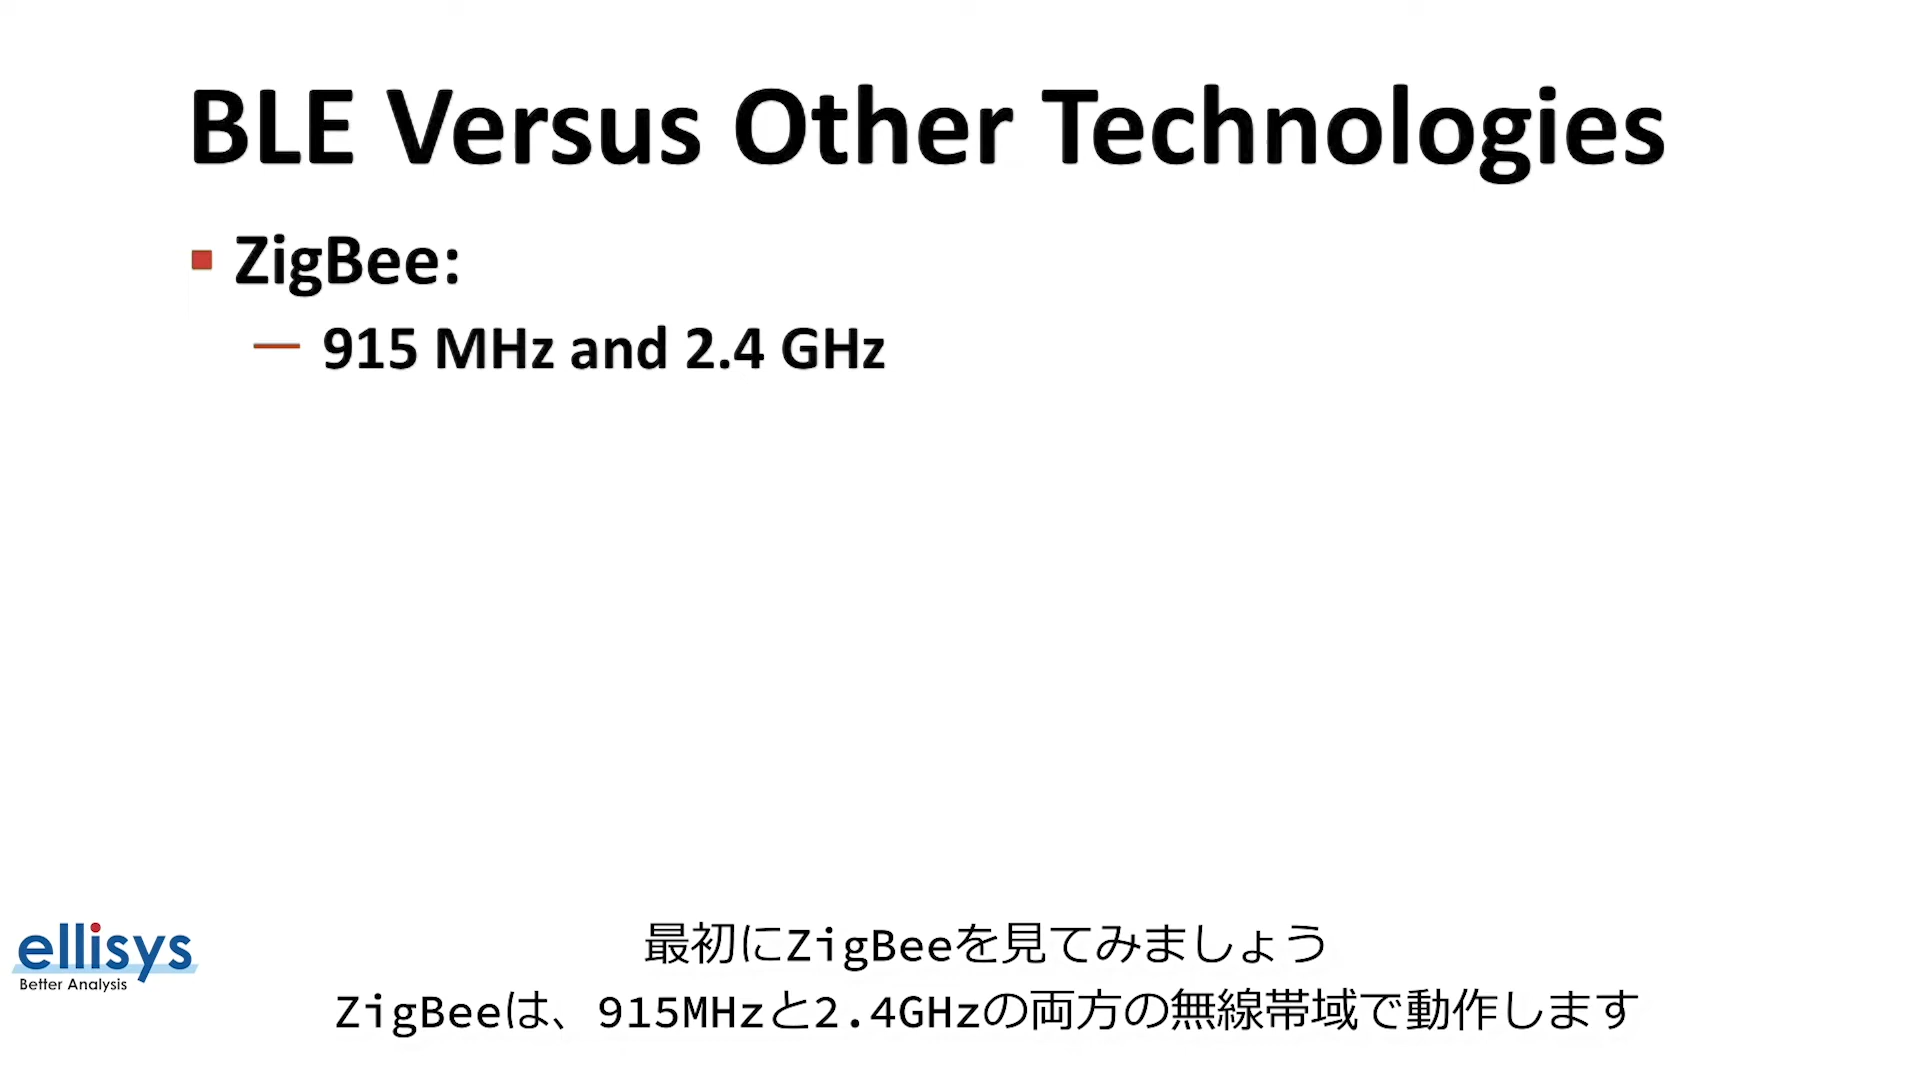 BLE Versus Other Technologies
ZigBee:
915 MHz and 2.4 GHz
ellisys
Better Analysis
最初にZigBeeを見てみましょう
ZigBeeは、915MHzと2.4GHzの両方の無線帯域で動作します